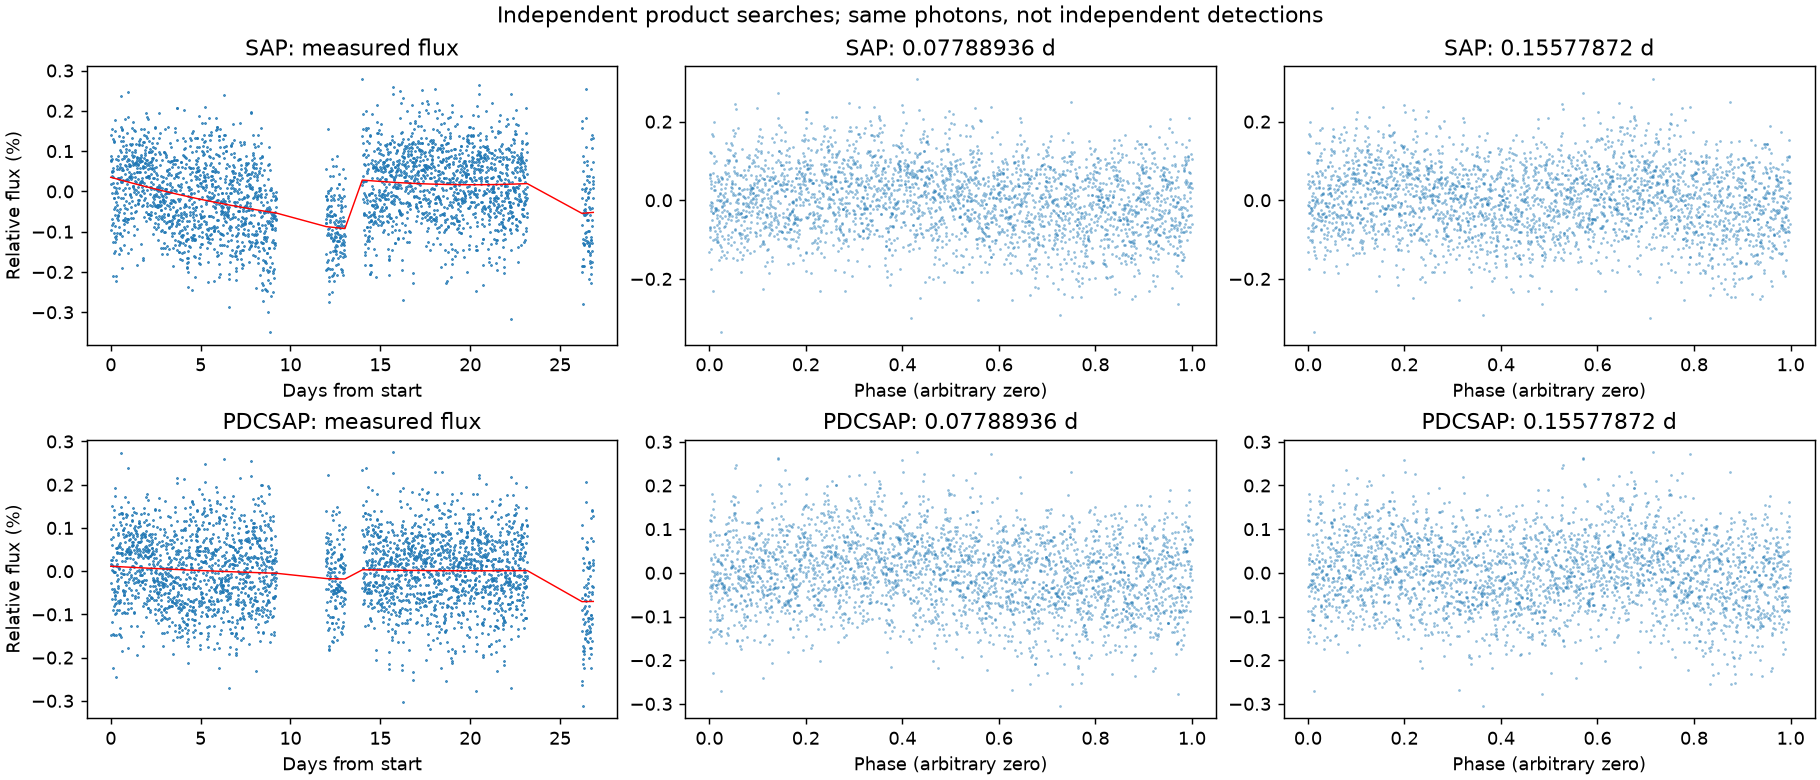 Independent product searches; same photons, not independent detections
SAP: measured flux
SAP: 0.07788936 d
SAP: 0.15577872 d
Relative flux (%)
0.3
0.2
0.1
0.0
−0.1
−0.2
−0.3
0 5 10 15 20 25
Days from start
0.2
0.0
−0.2
0.0 0.2 0.4 0.6 0.8 1.0
Phase (arbitrary zero)
0.2
0.0
−0.2
0.0 0.2 0.4 0.6 0.8 1.0
Phase (arbitrary zero)
PDCSAP: measured flux
PDCSAP: 0.07788936 d
PDCSAP: 0.15577872 d
Relative flux (%)
0.3
0.2
0.1
0.0
−0.1
−0.2
−0.3
0 5 10 15 20 25
Days from start
0.3
0.2
0.1
0.0
−0.1
−0.2
−0.3
0.0 0.2 0.4 0.6 0.8 1.0
Phase (arbitrary zero)
0.3
0.2
0.1
0.0
−0.1
−0.2
−0.3
0.0 0.2 0.4 0.6 0.8 1.0
Phase (arbitrary zero)